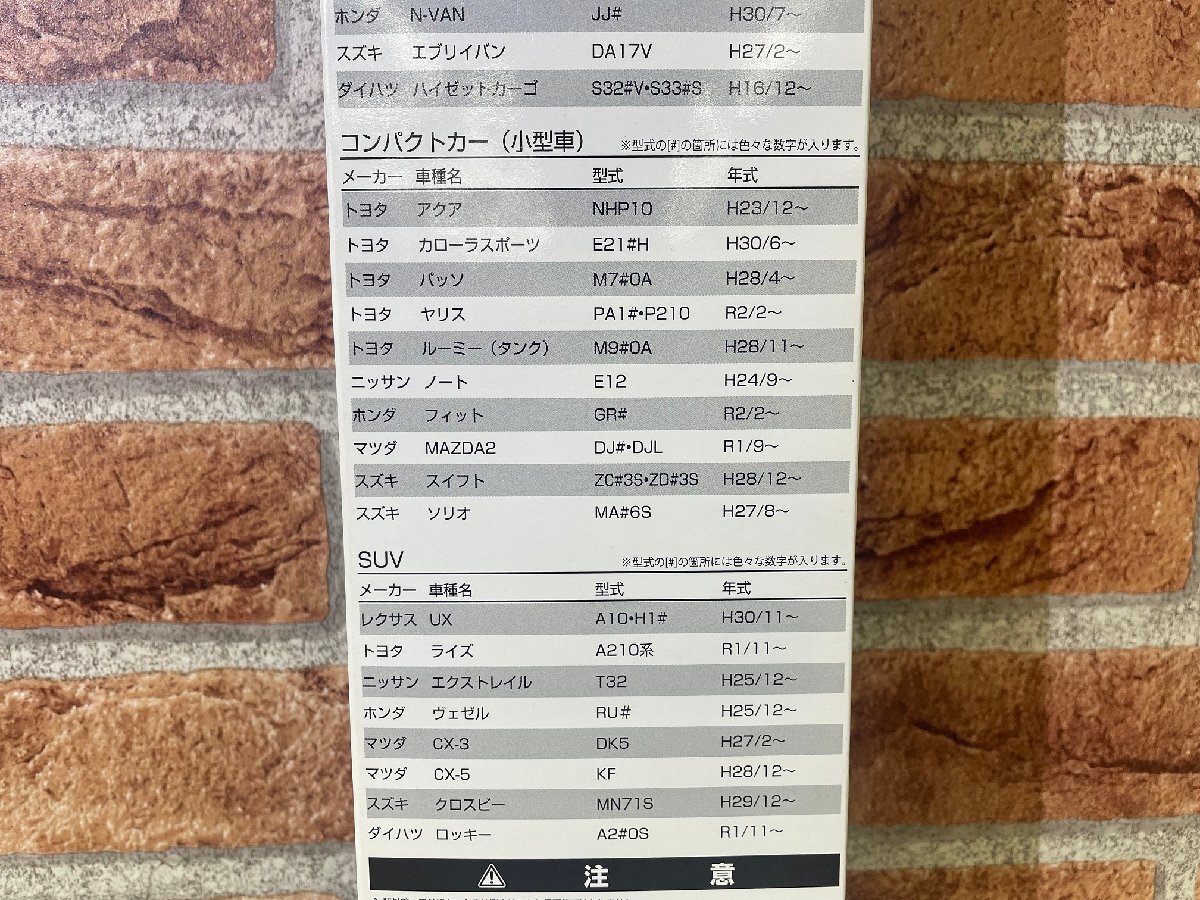 ホンダ N-VAN JJ# H30/7～
スズキ エブリイバン DA17V H27/2～
ダイハツ ハイゼットカーゴ S32#V・S33#S H16/12～
コンパクトカー（小型車） ※型式の[#]の箇所には色々な数字が入ります。
メーカー 車種名 型式 年式
トヨタ アクア NHP10 H23/12～
トヨタ カローラスポーツ E21#H H30/6～
トヨタ パッソ M7#0A H28/4～
トヨタ ヤリス PA1#・P210 R2/2～
トヨタ ルーミー（タンク） M9#0A H28/11～
ニッサン ノート E12 H24/9～
ホンダ フィット GR# R2/2～
マツダ MAZDA2 DJ#・DJL R1/9～
スズキ スイフト ZC#3S・ZD#3S H28/12～
スズキ ソリオ MA#6S H27/8～
SUV ※型式の[#]の箇所には色々な数字が入ります。
メーカー 車種名 型式 年式
レクサス UX A10・H1# H30/11～
トヨタ ライズ A210系 R1/11～
ニッサン エクストレイル T32 H25/12～
ホンダ ヴェゼル RU# H25/12～
マツダ CX-3 DK5 H27/2～
マツダ CX-5 KF H28/12～
スズキ クロスビー MN71S H29/12～
ダイハツ ロッキー A2#0S R1/11～
注意